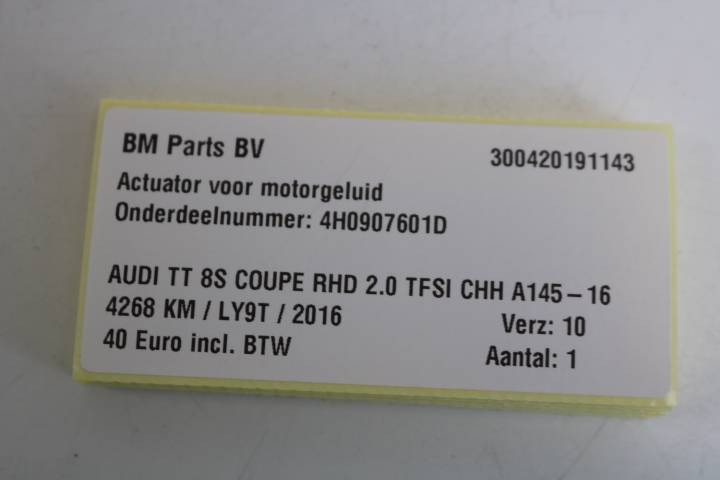 BM Parts BV 300420191143
Actuator voor motorgeluid
Onderdeelnummer: 4H0907601D
AUDI TT 8S COUPE RHD 2.0 TFSI CHH A145-16
4268 KM / LY9T / 2016 Verz: 10
40 Euro incl. BTW Aantal: 1